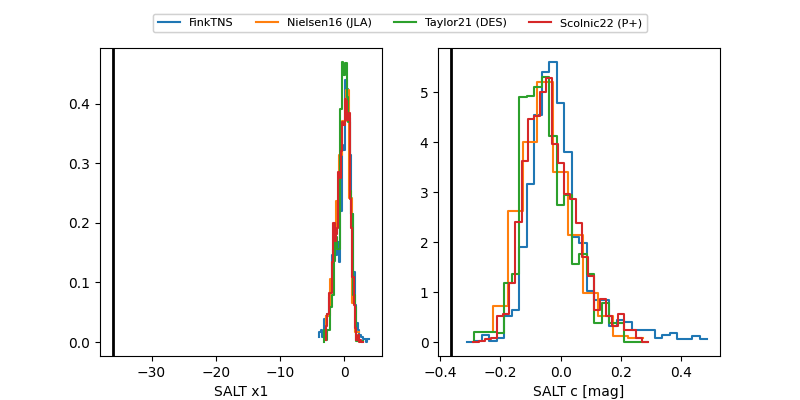 FinkTNS Nielsen16 (JLA) Taylor21 (DES) Scolnic22 (P+)
0.4
0.3
0.2
0.1
0.0
−30 −20 −10 0
SALT x1
5
4
3
2
1
0
−0.4 −0.2 0.0 0.2 0.4
SALT c [mag]